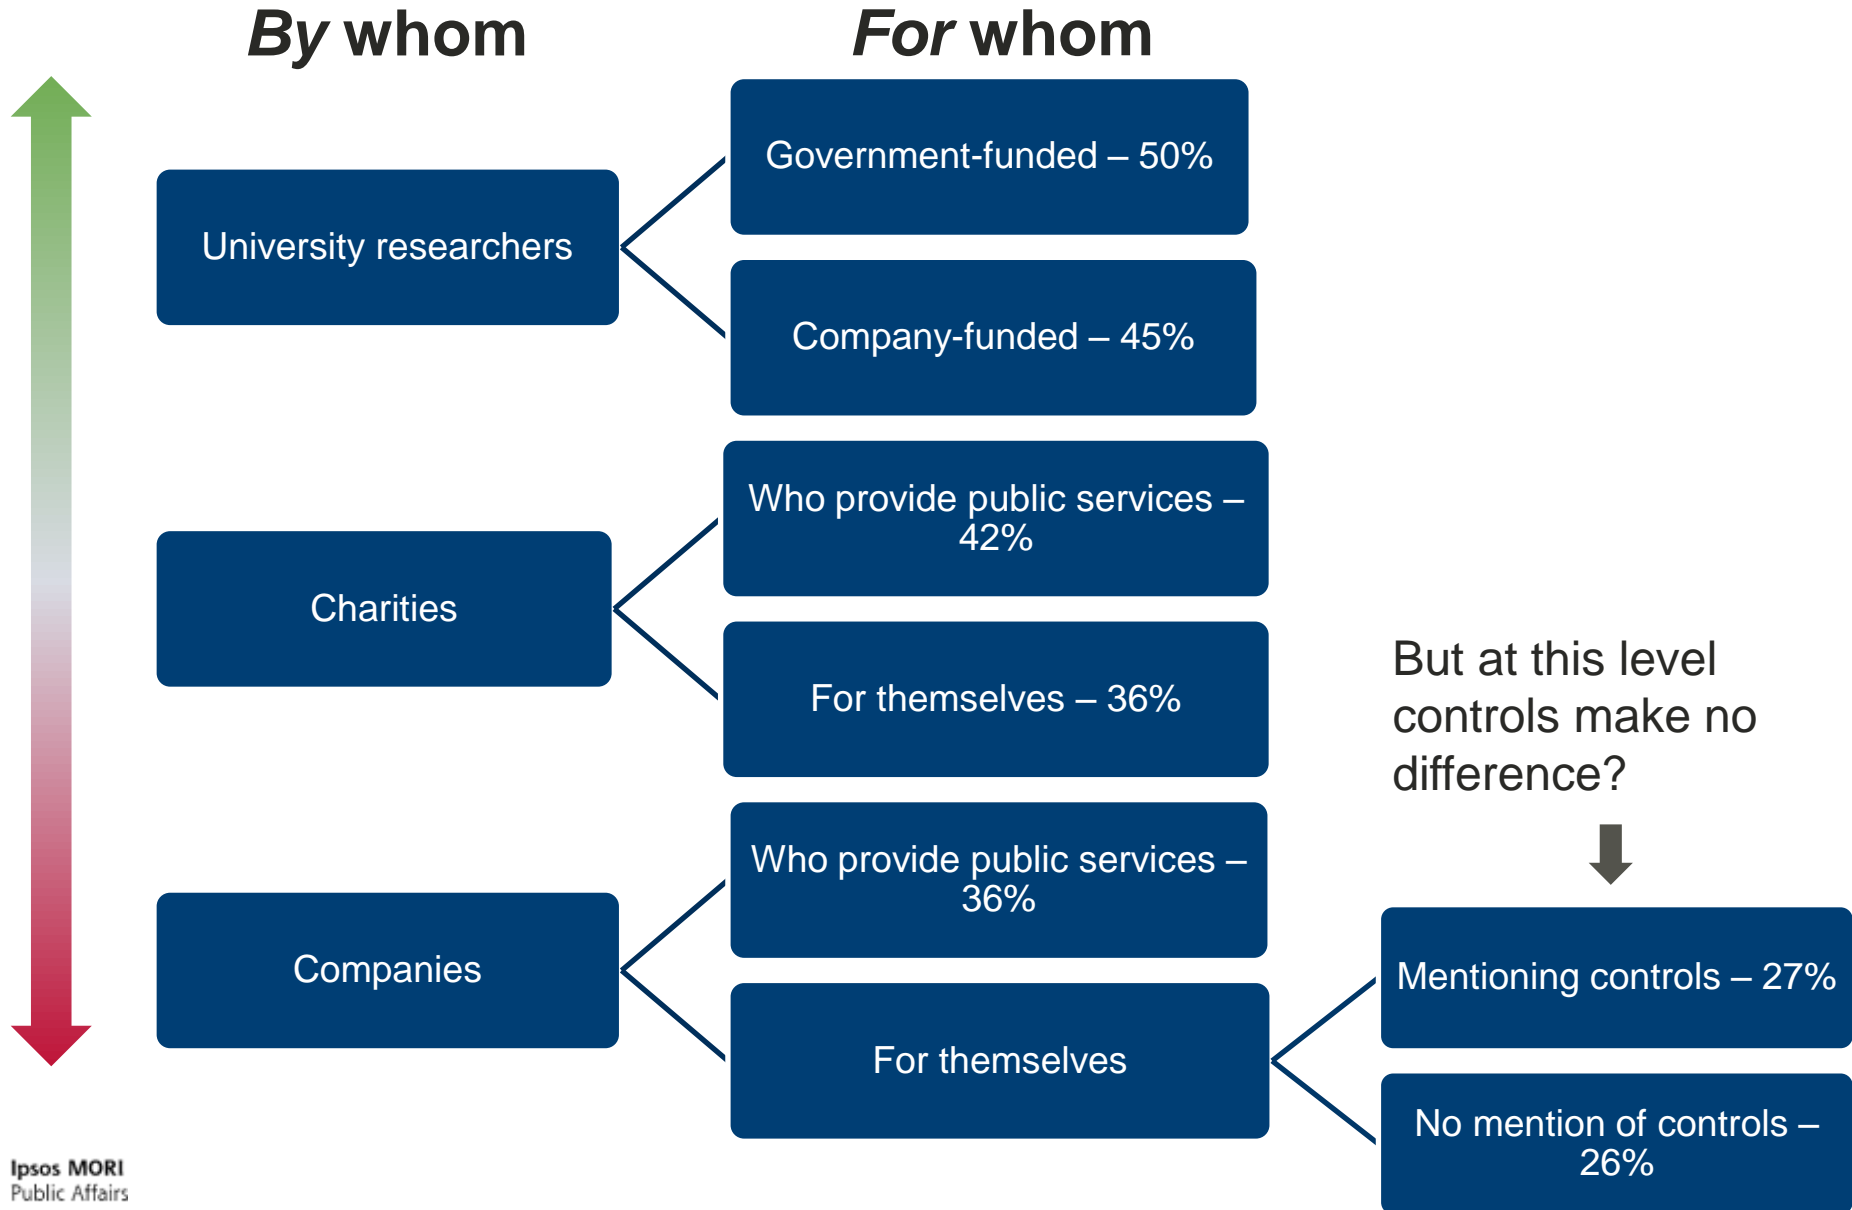 By whom
For whom
Government-funded – 50%
University researchers
Company-funded – 45%
Who provide public services –
42%
Charities
For themselves – 36%
But at this level
controls make no
difference?
Who provide public services –
36%
Companies
Mentioning controls – 27%
For themselves
No mention of controls –
26%
Ipsos MORI
Public Affairs